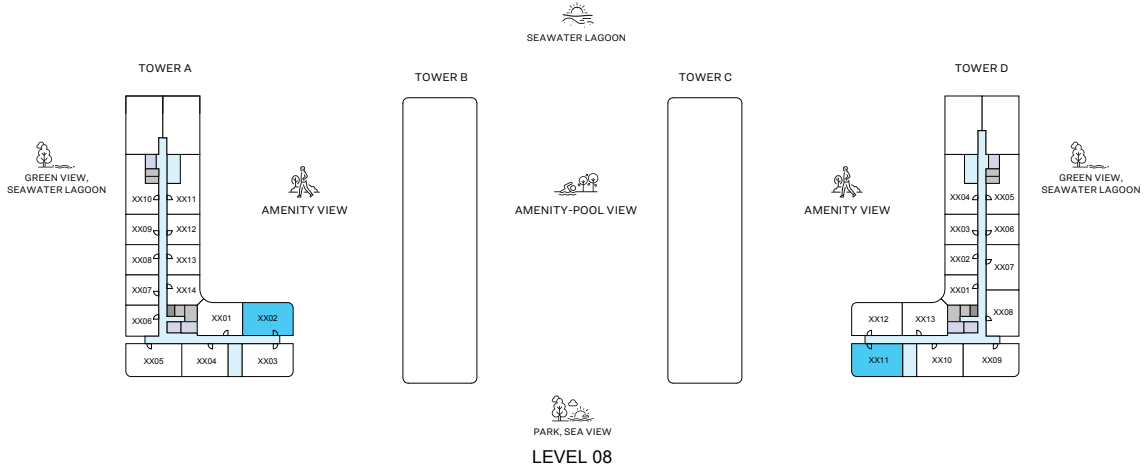 SEAWATER LAGOON
TOWER A
TOWER B
TOWER C
TOWER D
GREEN VIEW,
SEAWATER LAGOON
AMENITY VIEW
AMENITY-POOL VIEW
AMENITY VIEW
GREEN VIEW,
SEAWATER LAGOON
XX10 XX11
XX09 XX12
XX08 XX13
XX07 XX14
XX06 XX01 XX02
XX05 XX04 XX03
XX04 XX05
XX03 XX06
XX02 XX07
XX01
XX12 XX13 XX08
XX11 XX10 XX09
PARK, SEA VIEW
LEVEL 08